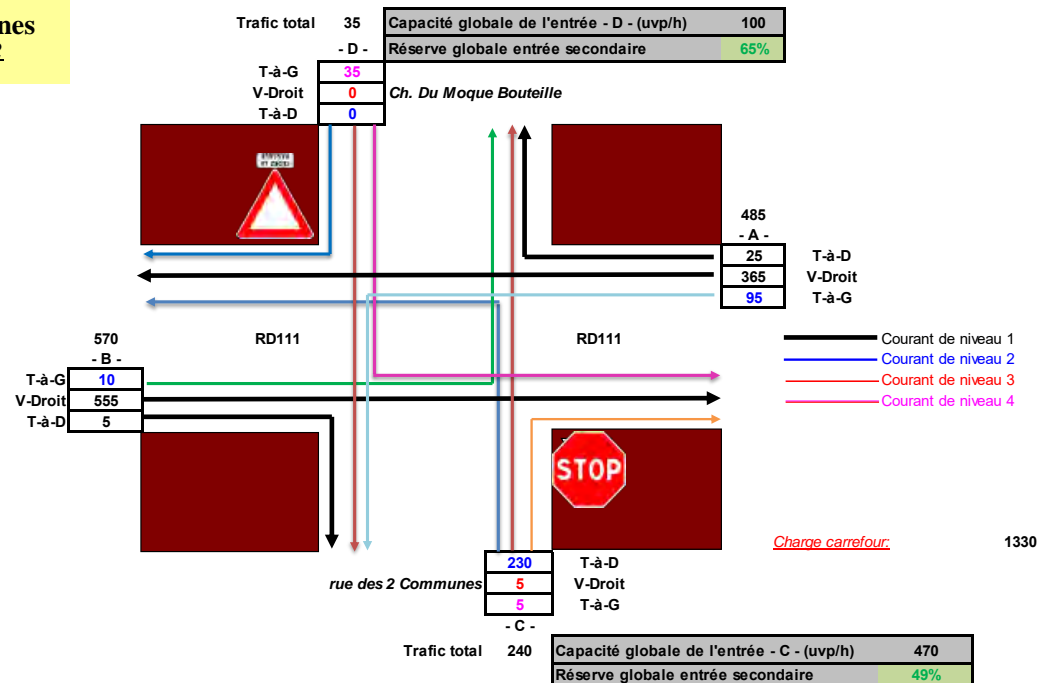 nes
Trafic total 35 Capacité globale de l'entrée - D - (uvp/h) 100
- D - Réserve globale entrée secondaire 65%
T-à-G 35
V-Droit 0 Ch. Du Moque Bouteille
T-à-D 0
485
- A -
25 T-à-D
365 V-Droit
95 T-à-G
570 RD111 RD111
- B -
T-à-G 10
V-Droit 555
T-à-D 5
Courant de niveau 1
Courant de niveau 2
Courant de niveau 3
Courant de niveau 4
STOP
Charge carrefour: 1330
230 T-à-D
rue des 2 Communes 5 V-Droit
5 T-à-G
- C -
Trafic total 240 Capacité globale de l'entrée - C - (uvp/h) 470
Réserve globale entrée secondaire 49%